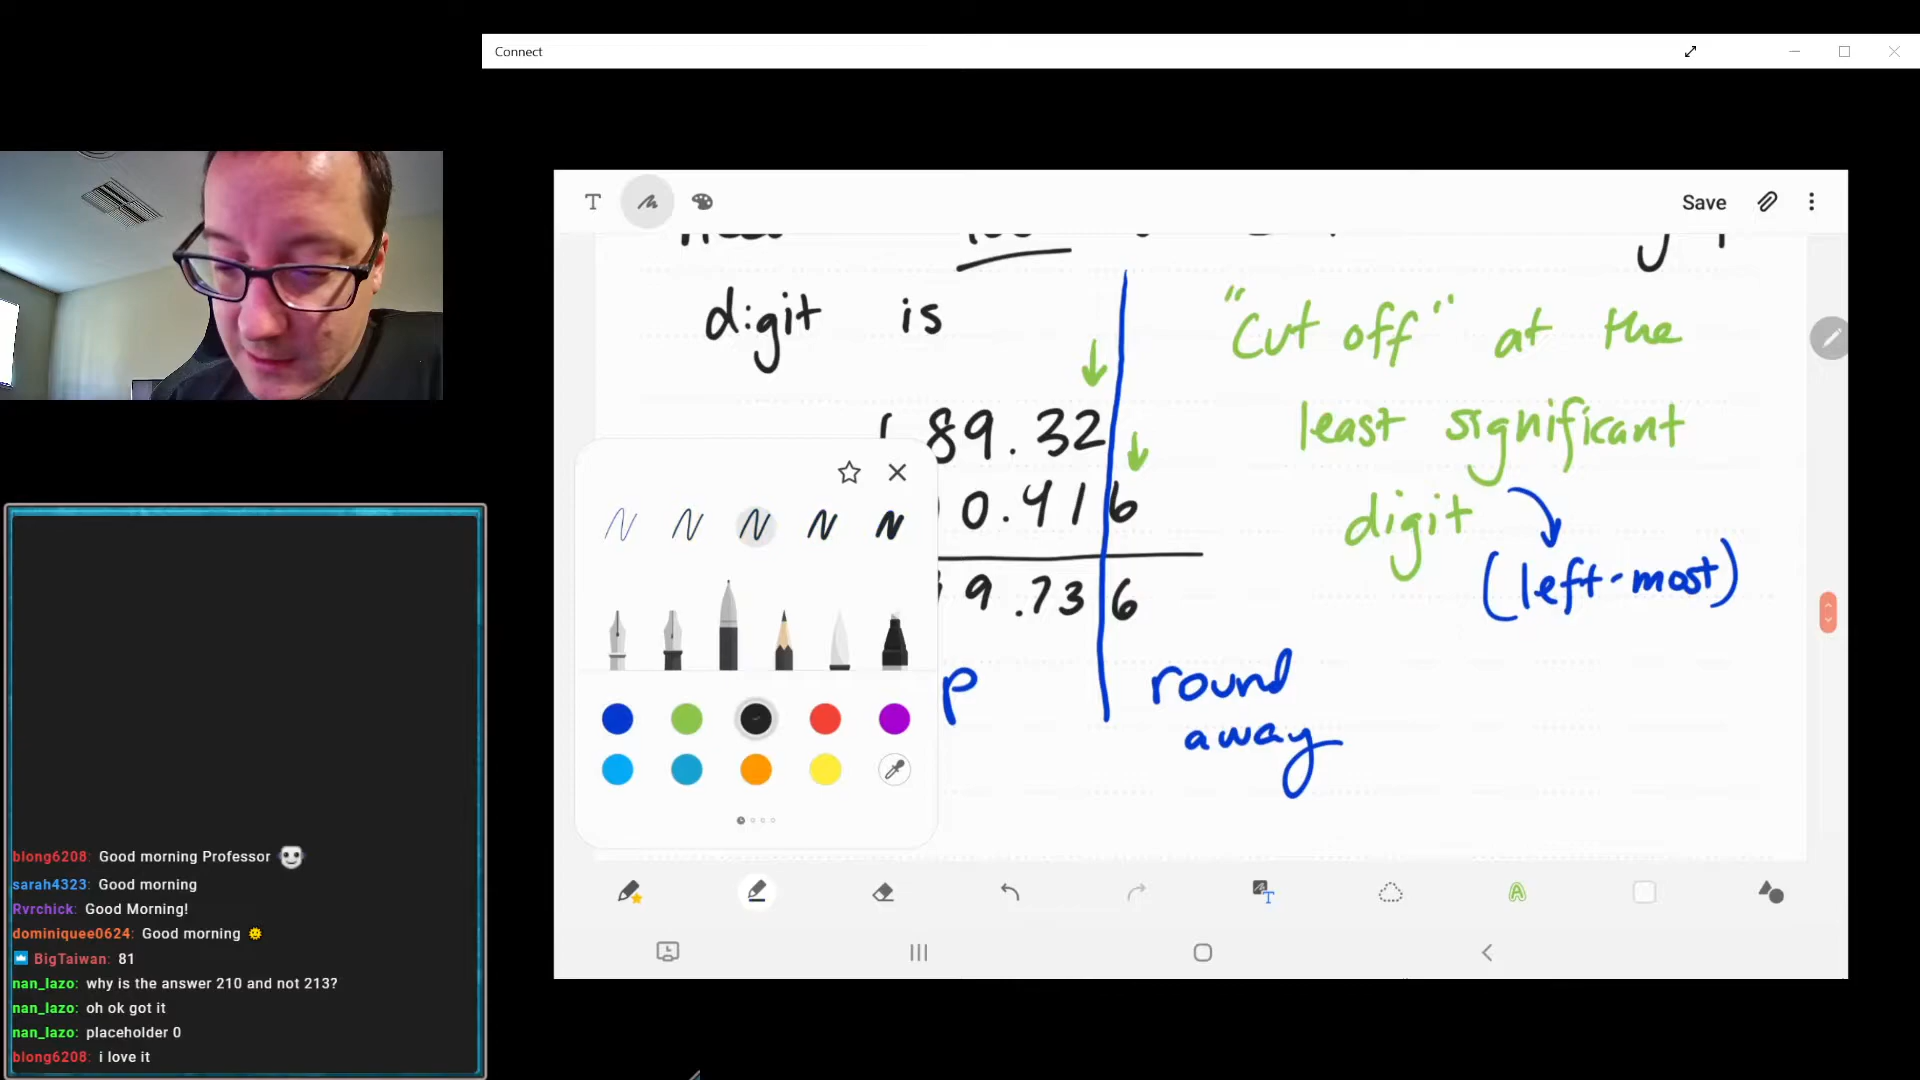 Connect
T
Save
digit is
"Cut off" at the
least significant
digit
(left-most)
89.32
0.416
9.736
p
round
away
blong6208: Good morning Professor
sarah4323: Good morning
Rvrchick: Good Morning!
dominiquee0624: Good morning
BigTaiwan: 81
nan_lazo: why is the answer 210 and not 213?
nan_lazo: oh ok got it
nan_lazo: placeholder 0
blong6208: i love it